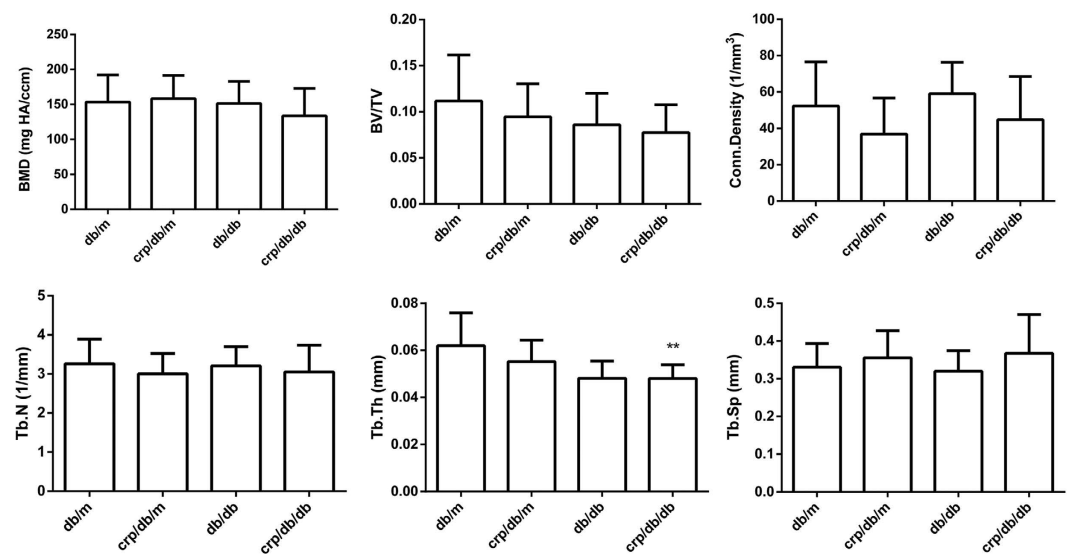 BMD (mg HA/ccm)
250
200
150
100
50
0
db/m
crp/db/m
db/db
crp/db/db
BV/TV
0.20
0.15
0.10
0.05
0.00
db/m
crp/db/m
db/db
crp/db/db
Conn.Density (1/mm³)
100
80
60
40
20
0
db/m
crp/db/m
db/db
crp/db/db
Tb.N (1/mm)
5
4
3
2
1
0
db/m
crp/db/m
db/db
crp/db/db
Tb.Th (mm)
0.08
0.06
0.04
0.02
0.00
**
db/m
crp/db/m
db/db
crp/db/db
Tb.Sp (mm)
0.5
0.4
0.3
0.2
0.1
0.0
db/m
crp/db/m
db/db
crp/db/db